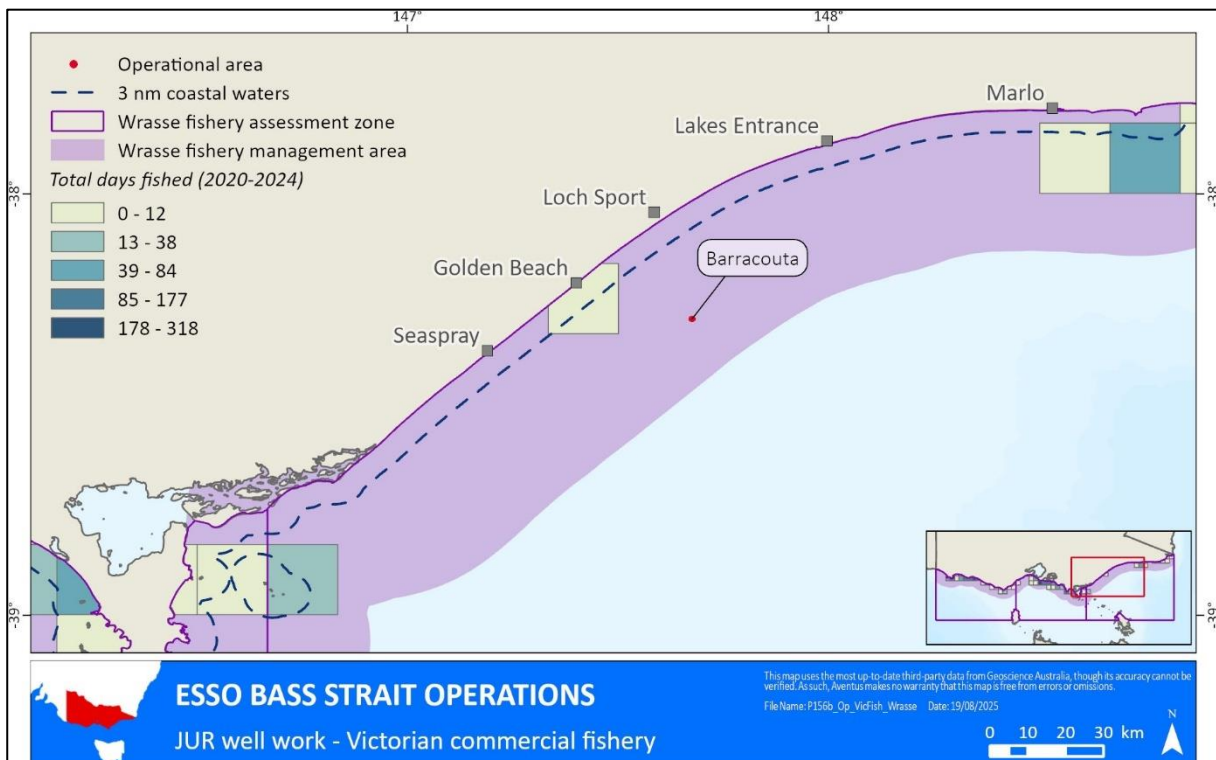 147°
148°
Operational area
3 nm coastal waters
Wrasse fishery assessment zone
Wrasse fishery management area
Total days fished (2020-2024)
0 - 12
13 - 38
39 - 84
85 - 177
178 - 318
Marlo
Lakes Entrance
-38°
-38°
Loch Sport
Barracouta
Golden Beach
Seaspray
-39°
-39°
ESSO BASS STRAIT OPERATIONS
JUR well work - Victorian commercial fishery
This map uses the most up-to-date third-party data from Geoscience Australia, though its accuracy cannot be
verified. As such, Aventus makes no warranty that this map is free from errors or omissions.
File Name: P156b_Op_VicFish_Wrasse Date: 19/08/2025
0 10 20 30 km
N